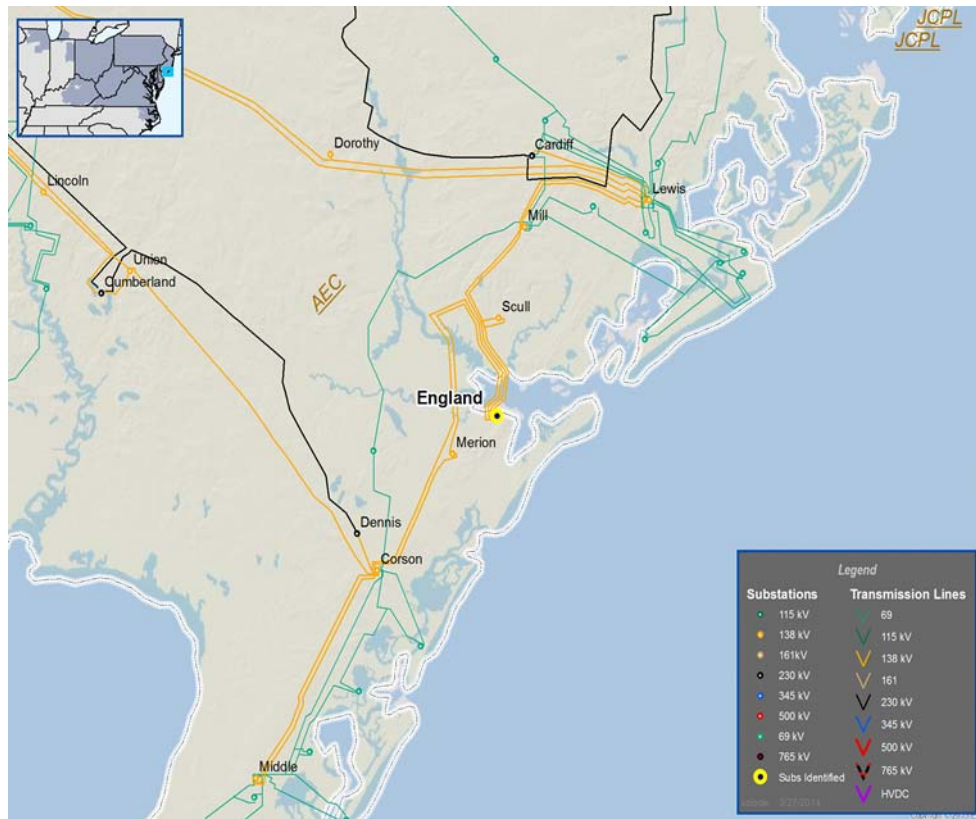 JCPL
JCPL
Dorothy
Cardiff
Lincoln
Lewis
Mill
Union
Cumberland
AEC
Scull
England
Merion
Dennis
Corson
Middle
Legend
Substations
115 kV
138 kV
161kV
230 kV
345 kV
500 kV
69 kV
765 kV
Subs Identified
Transmission Lines
69
115 kV
138 kV
161
230 kV
345 kV
500 kV
765 kV
HVDC